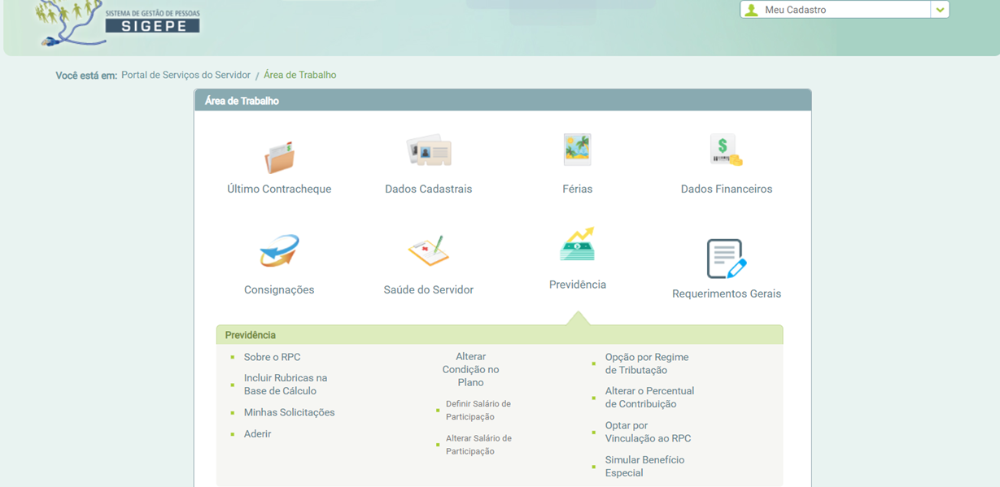 SISTEMA DE GESTÃO DE PESSOAS
SIGEPE
Meu Cadastro
Você está em: Portal de Serviços do Servidor / Área de Trabalho
Área de Trabalho
Último Contracheque
Dados Cadastrais
Férias
Dados Financeiros
Consignações
Saúde do Servidor
Previdência
Requerimentos Gerais
Previdência
Sobre o RPC
Incluir Rubricas na
Base de Cálculo
Minhas Solicitações
Aderir
Alterar
Condição no
Plano
Definir Salário de
Participação
Alterar Salário de
Participação
Opção por Regime
de Tributação
Alterar o Percentual
de Contribuição
Optar por
Vinculação ao RPC
Simular Benefício
Especial